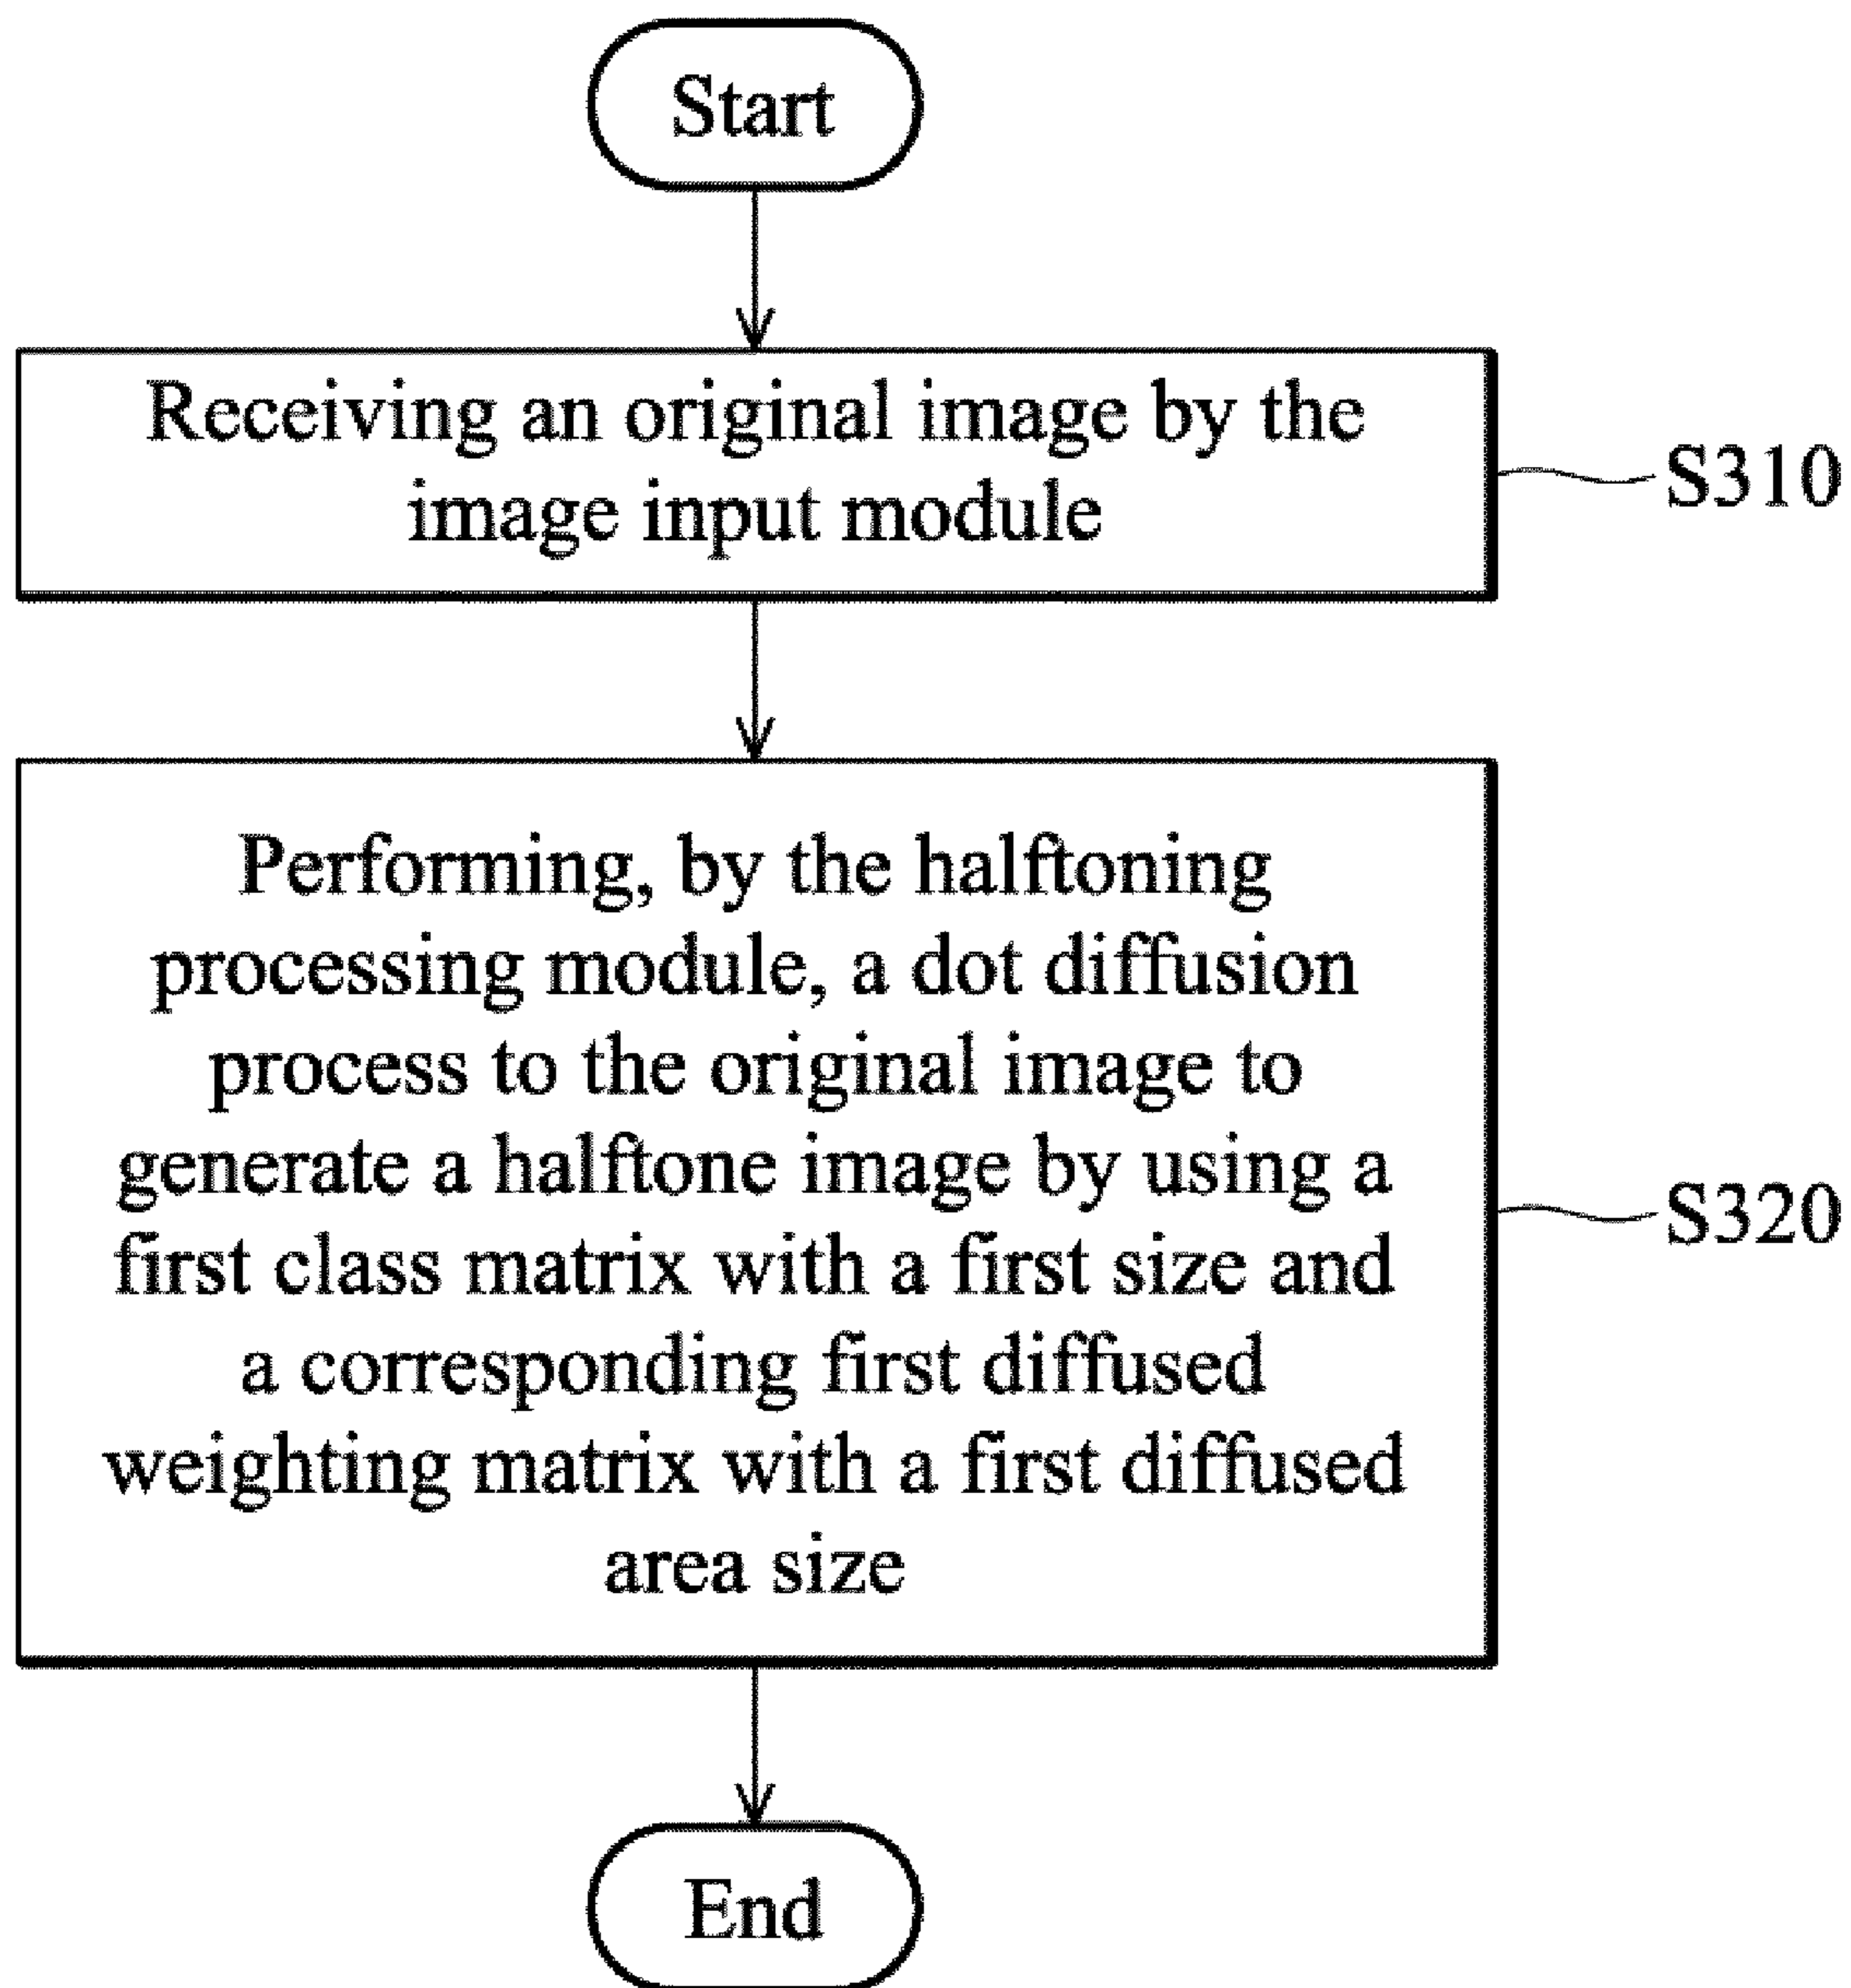 Start
Receiving an original image by the
image input module
S310
Performing, by the halftoning
processing module, a dot diffusion
process to the original image to
generate a halftone image by using a
first class matrix with a first size and
a corresponding first diffused
weighting matrix with a first diffused
area size
S320
End